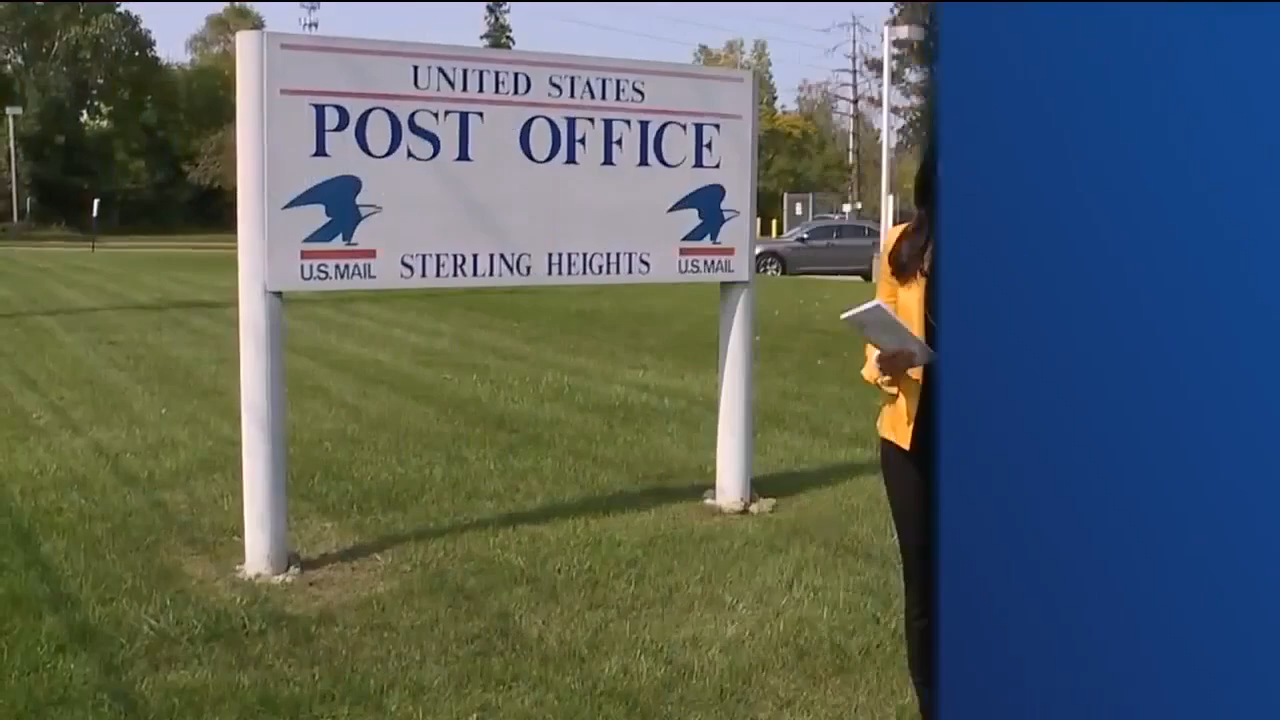 UNITED STATES
POST OFFICE
U.S.MAIL
STERLING HEIGHTS
U.S.MAIL